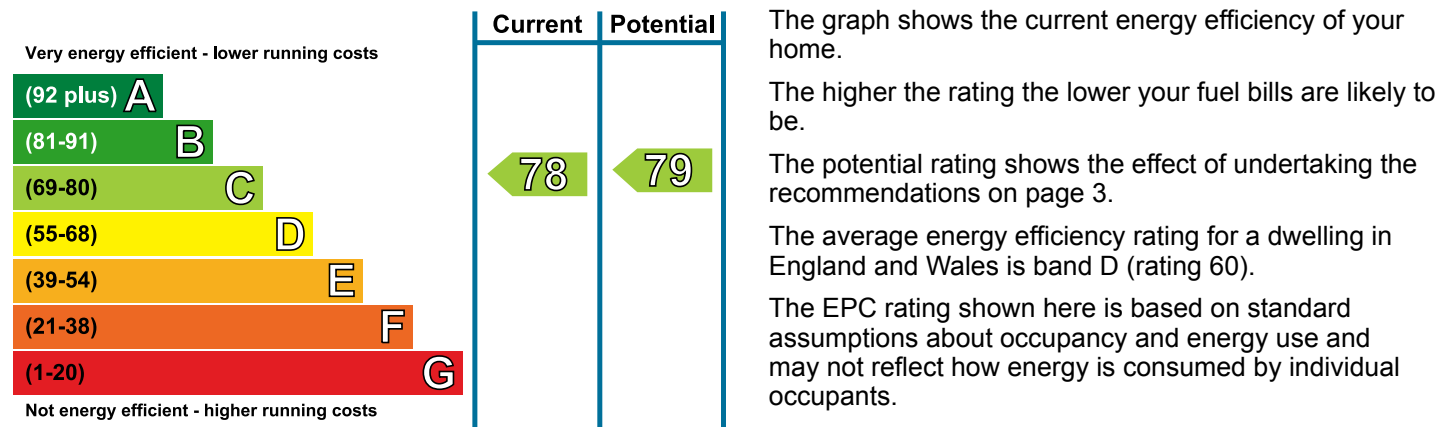 Current Potential
Very energy efficient - lower running costs
(92 plus) A
(81-91) B
(69-80) C
78 79
(55-68) D
(39-54) E
(21-38) F
(1-20) G
Not energy efficient - higher running costs
The graph shows the current energy efficiency of your
home.
The higher the rating the lower your fuel bills are likely to
be.
The potential rating shows the effect of undertaking the
recommendations on page 3.
The average energy efficiency rating for a dwelling in
England and Wales is band D (rating 60).
The EPC rating shown here is based on standard
assumptions about occupancy and energy use and
may not reflect how energy is consumed by individual
occupants.